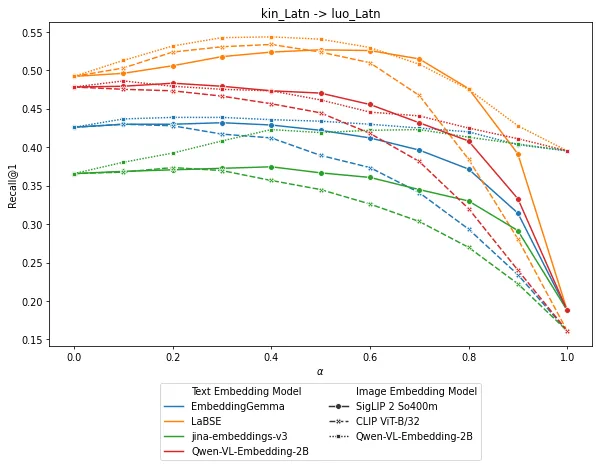 kin_Latn -> luo_Latn
0.55
0.50
0.45
0.40
0.35
0.30
0.25
0.20
0.15
Recall@1
0.0 0.2 0.4 0.6 0.8 1.0
α
Text Embedding Model Image Embedding Model
EmbeddingGemma SigLIP 2 So400m
LaBSE CLIP ViT-B/32
jina-embeddings-v3 Qwen-VL-Embedding-2B
Qwen-VL-Embedding-2B